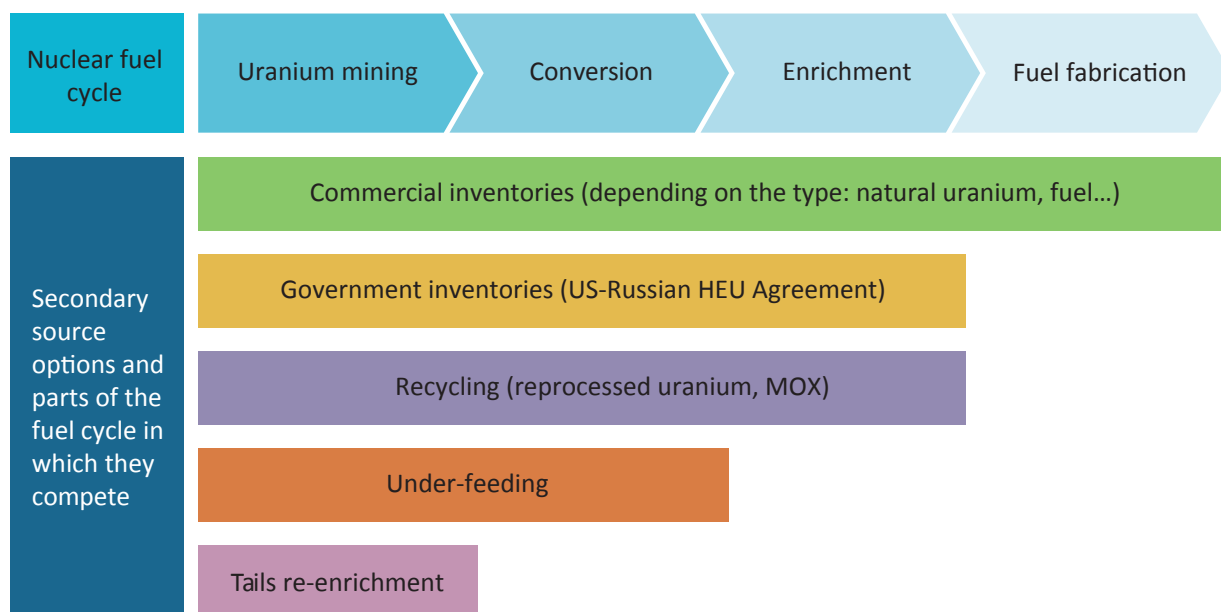 Nuclear fuel
cycle
Uranium mining
Conversion
Enrichment
Fuel fabrication
Secondary
source
options and
parts of the
fuel cycle in
which they
compete
Commercial inventories (depending on the type: natural uranium, fuel…)
Government inventories (US-Russian HEU Agreement)
Recycling (reprocessed uranium, MOX)
Under-feeding
Tails re-enrichment